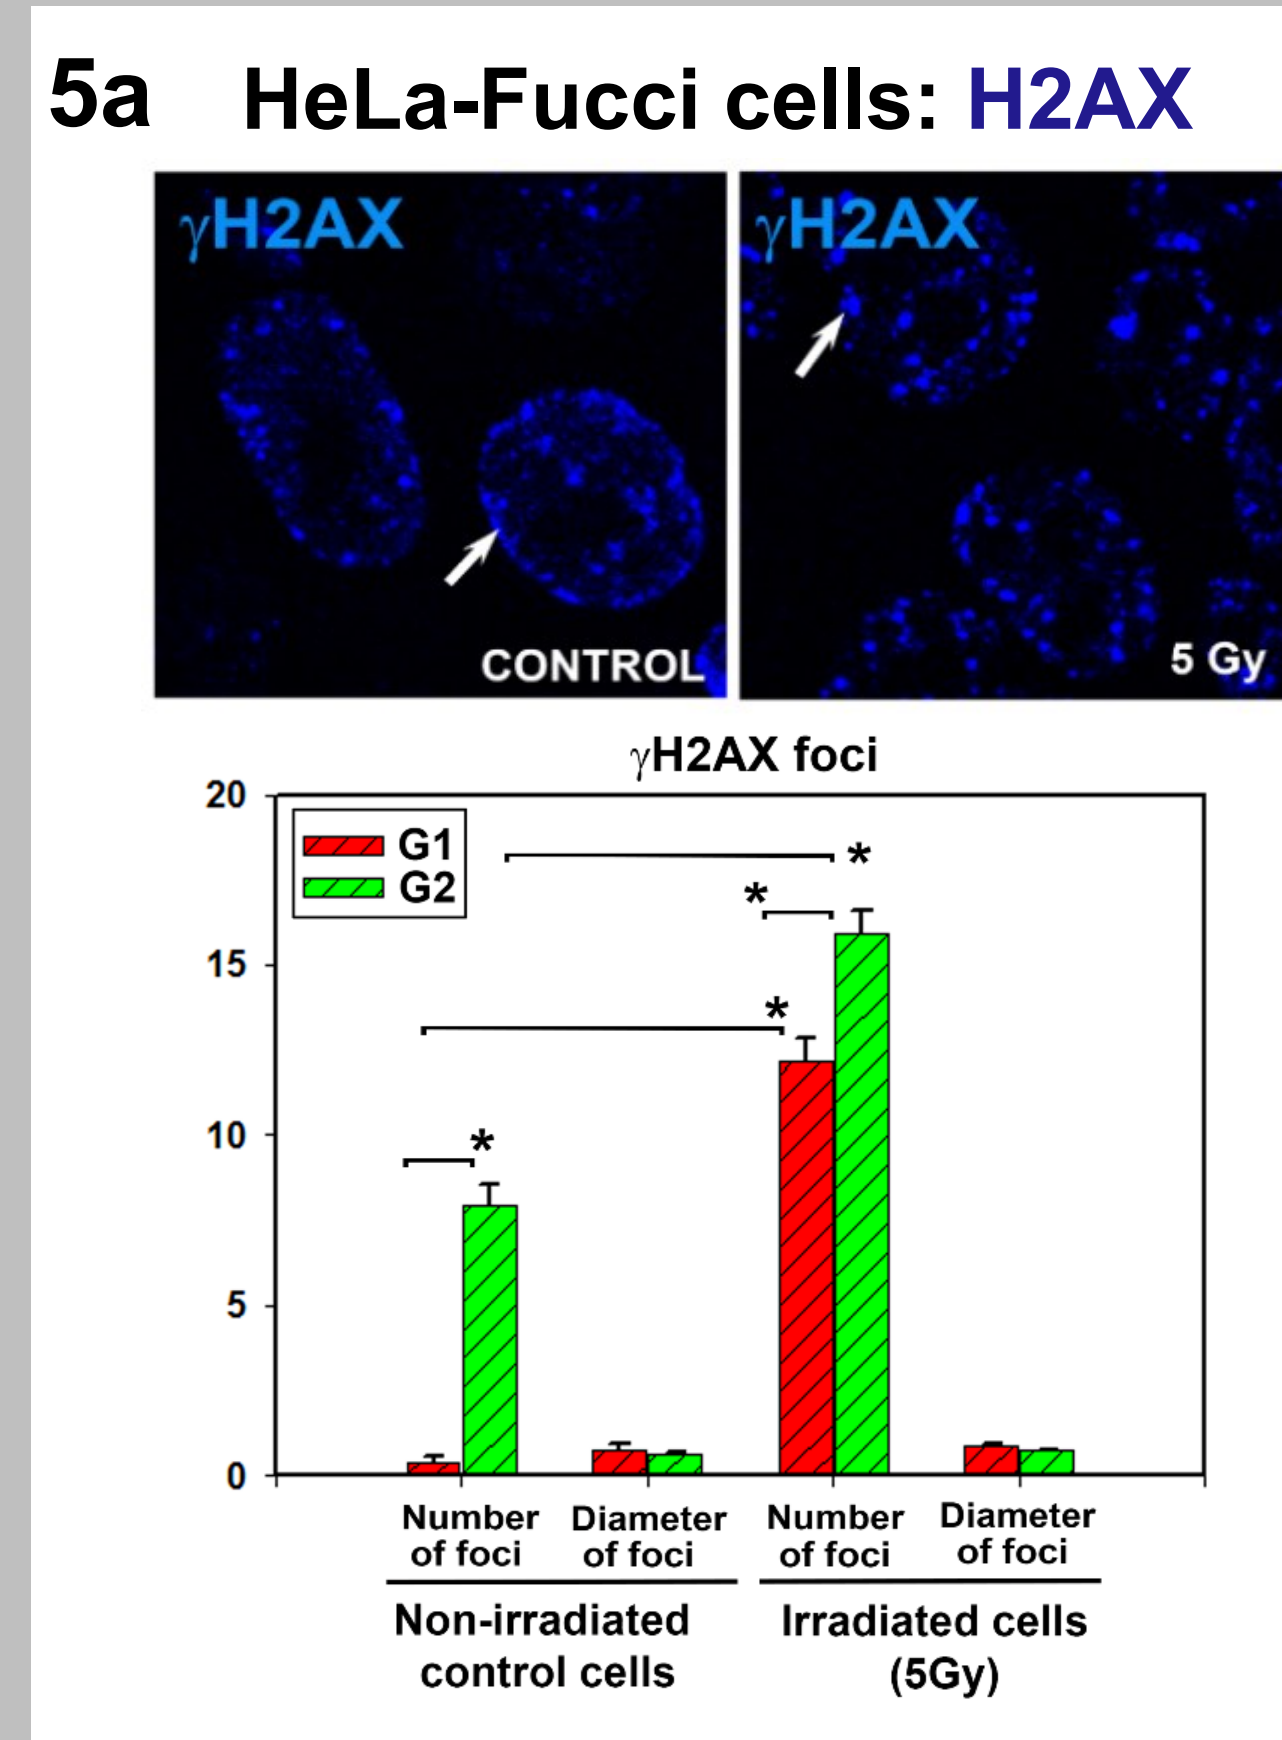 5a HeLa-Fucci cells: H2AX
γH2AX
γH2AX
CONTROL
5 Gy
γH2AX foci
20
15
10
5
0
G1
G2
*
*
*
*
Number of foci
Diameter of foci
Number of foci
Diameter of foci
Non-irradiated control cells
Irradiated cells (5Gy)